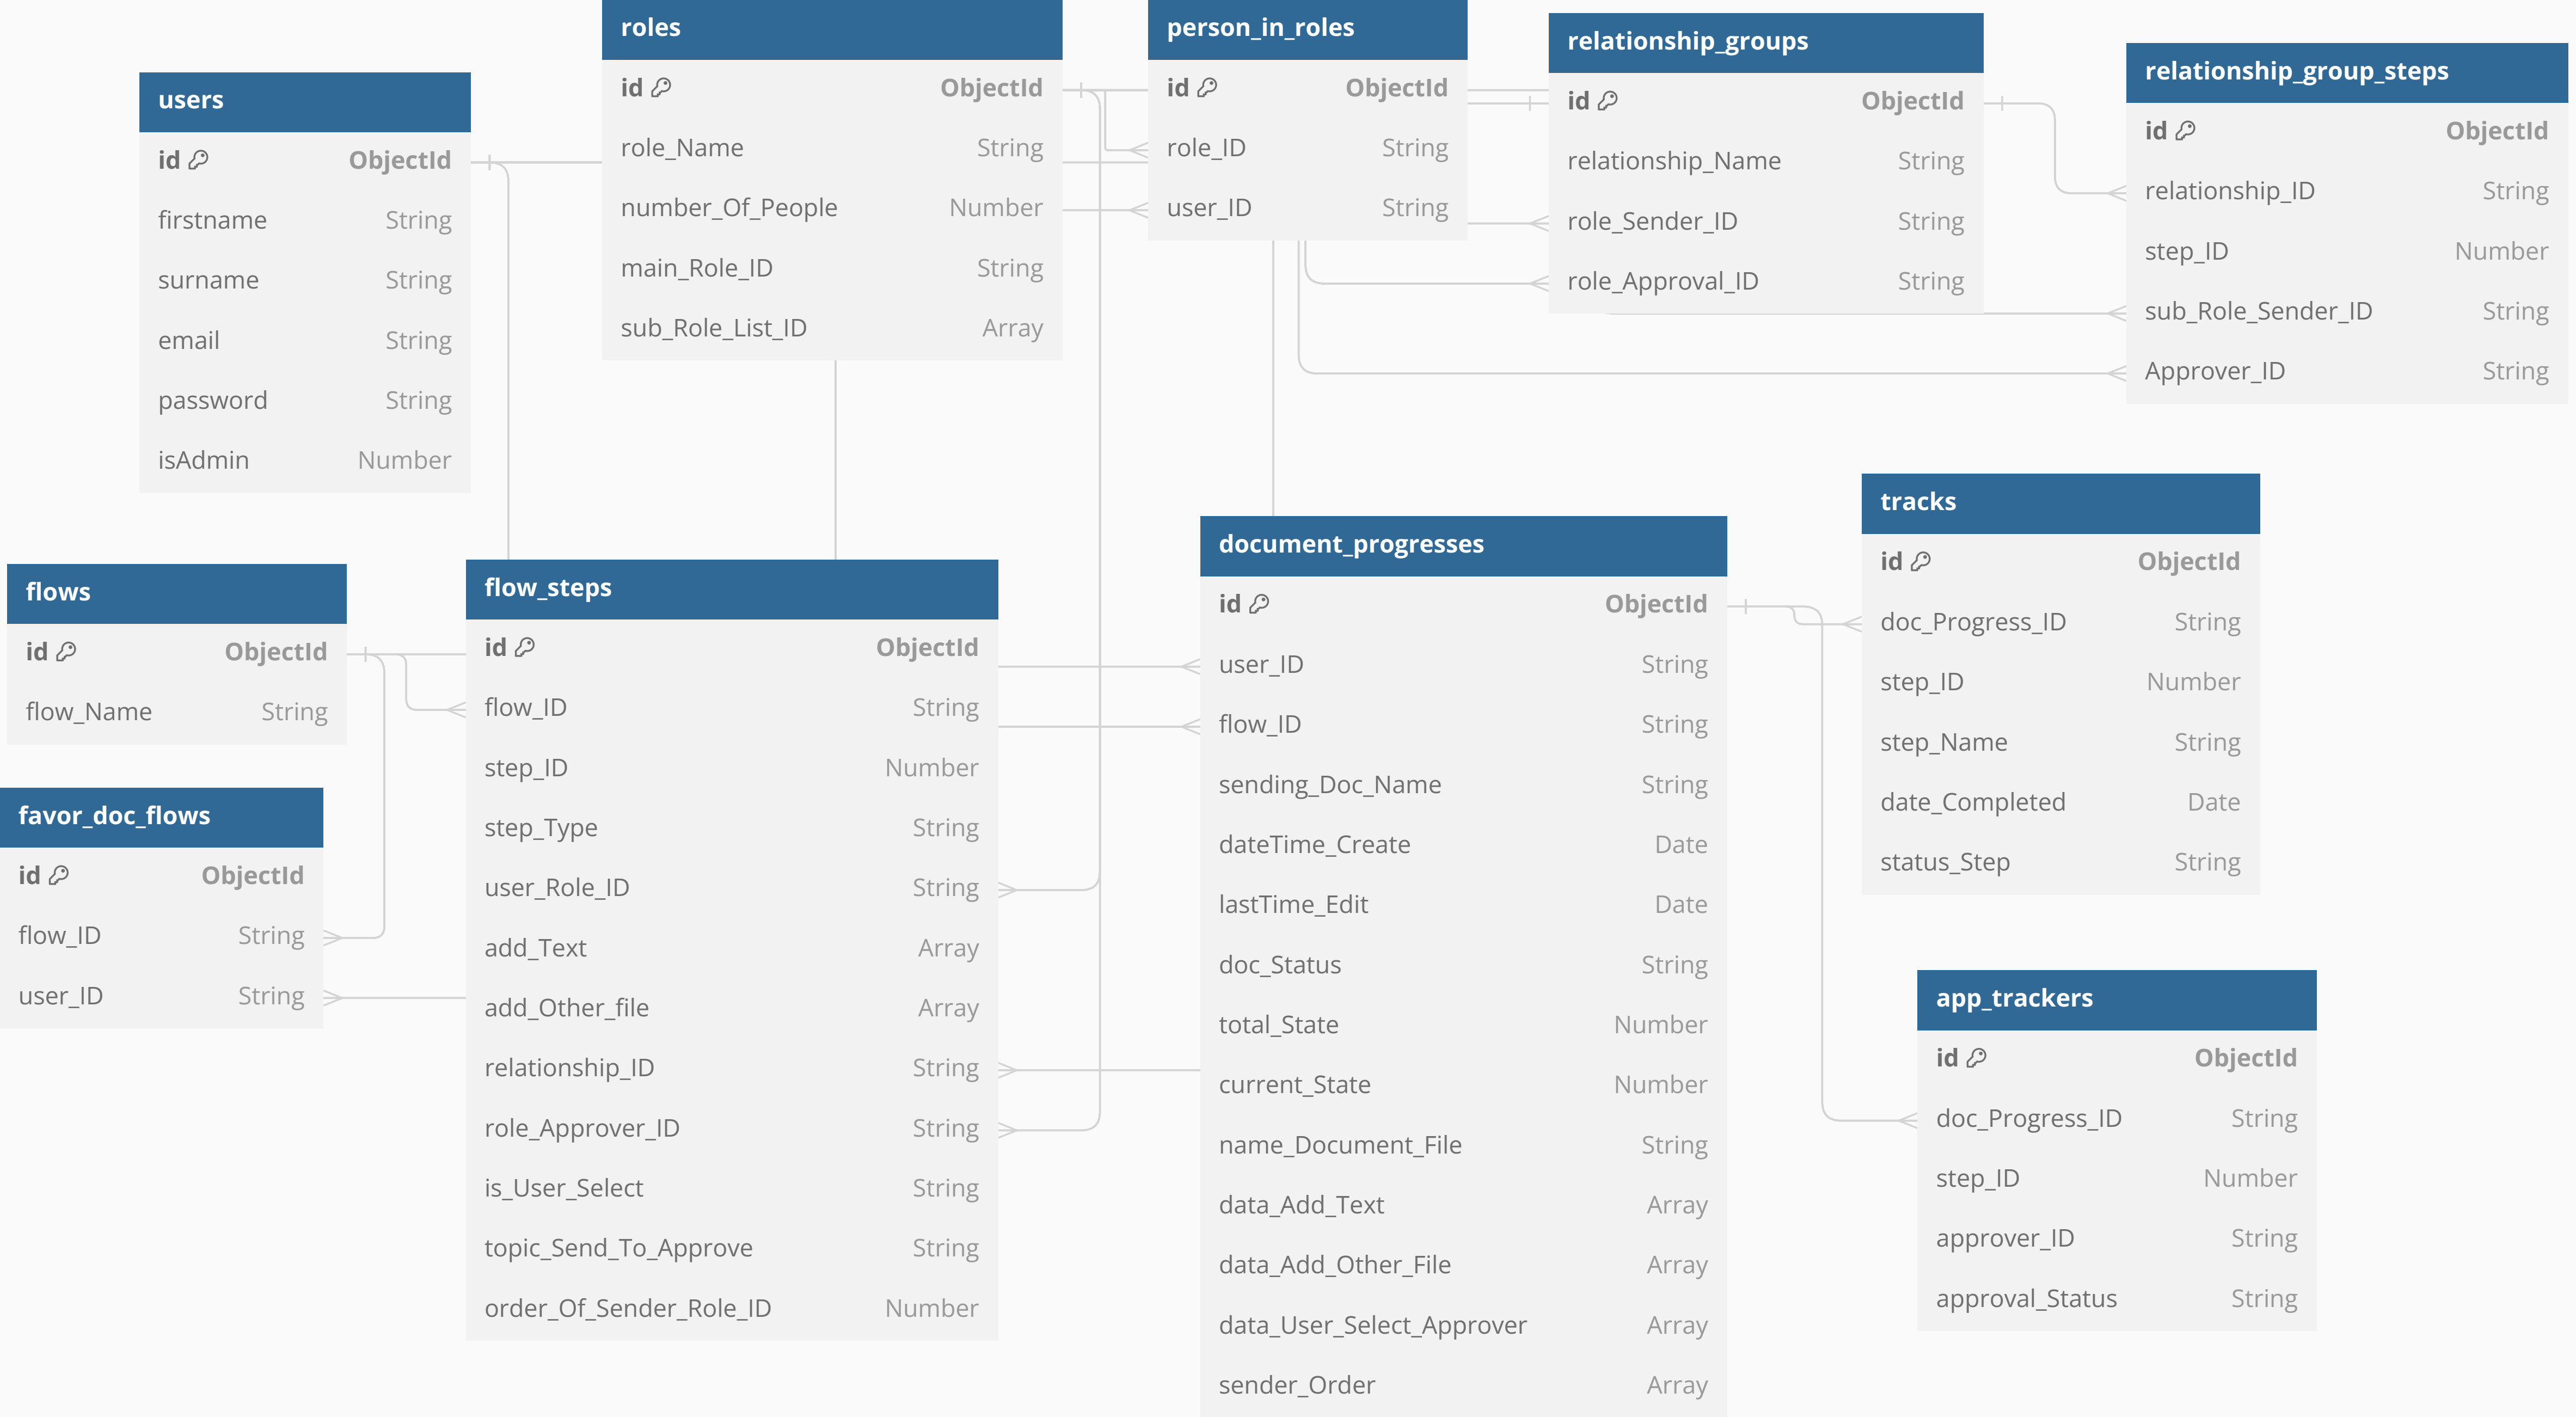 users
id ObjectId
firstname String
surname String
email String
password String
isAdmin Number
roles
id ObjectId
role_Name String
number_Of_People Number
main_Role_ID String
sub_Role_List_ID Array
person_in_roles
id ObjectId
role_ID String
user_ID String
relationship_groups
id ObjectId
relationship_Name String
role_Sender_ID String
role_Approval_ID String
relationship_group_steps
id ObjectId
relationship_ID String
step_ID Number
sub_Role_Sender_ID String
Approver_ID String
flows
id ObjectId
flow_Name String
favor_doc_flows
id ObjectId
flow_ID String
user_ID String
flow_steps
id ObjectId
flow_ID String
step_ID Number
step_Type String
user_Role_ID String
add_Text Array
add_Other_file Array
relationship_ID String
role_Approver_ID String
is_User_Select String
topic_Send_To_Approve String
order_Of_Sender_Role_ID Number
document_progresses
id ObjectId
user_ID String
flow_ID String
sending_Doc_Name String
dateTime_Create Date
lastTime_Edit Date
doc_Status String
total_State Number
current_State Number
name_Document_File String
data_Add_Text Array
data_Add_Other_File Array
data_User_Select_Approver Array
sender_Order Array
tracks
id ObjectId
doc_Progress_ID String
step_ID Number
step_Name String
date_Completed Date
status_Step String
app_trackers
id ObjectId
doc_Progress_ID String
step_ID Number
approver_ID String
approval_Status String